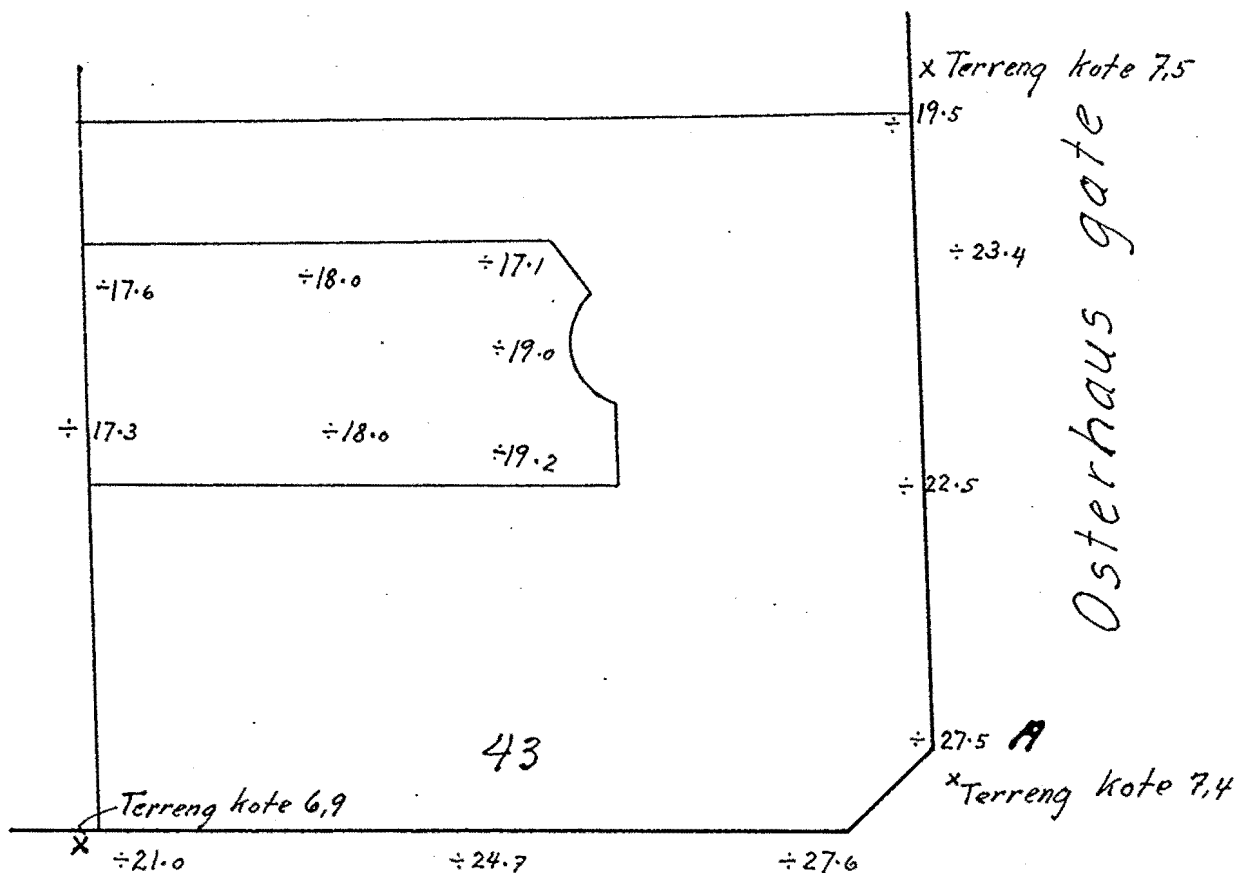 x Terreng kote 7,5
÷ 19.5
÷ 23.4
÷17.6
÷18.0
÷17.1
÷19.0
÷ 17.3
÷18.0
÷19.2
÷ 22.5
Osterhaus gate
43
÷ 27.5 A
x Terreng kote 7,4
Terreng kote 6,9
x
÷21.0
÷24.7
÷27.6